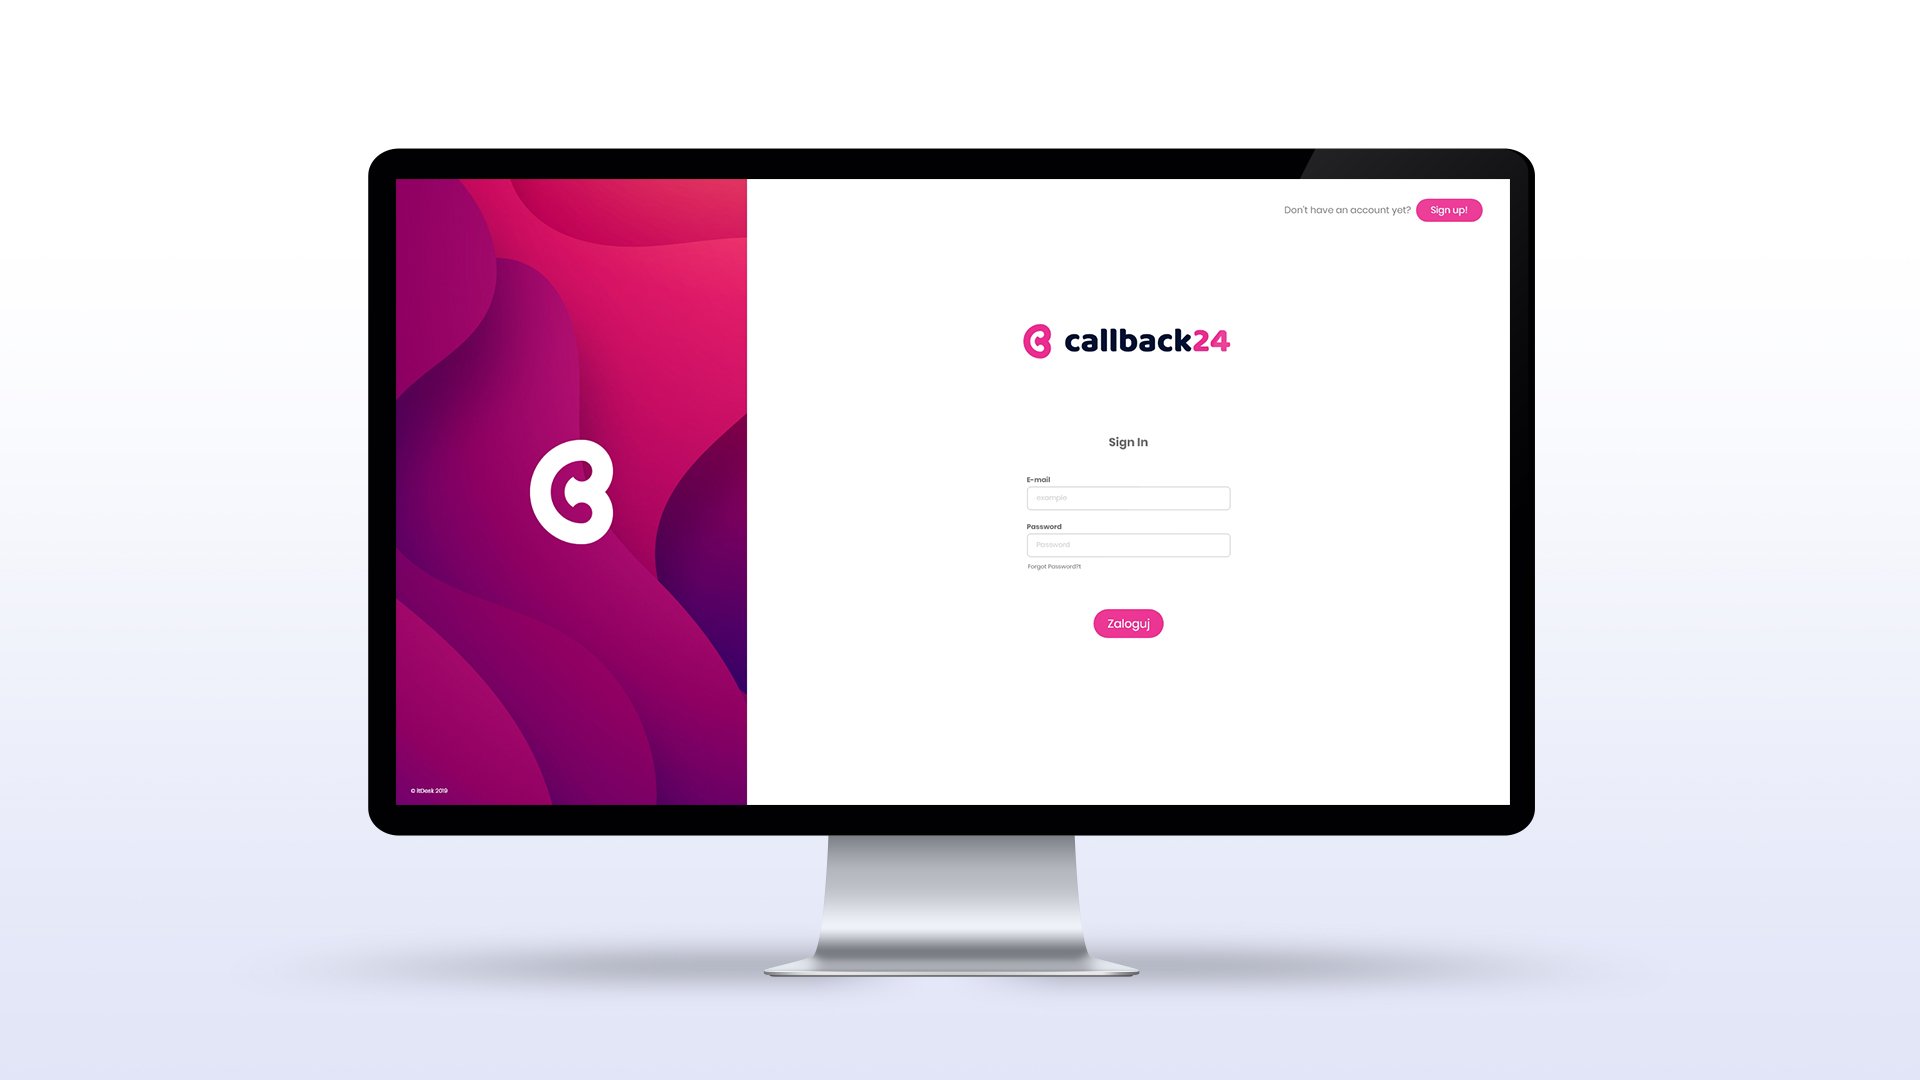 Don't have an account yet? Sign up!
callback24
Sign In
E-mail
example
Password
Password
Forgot Password?t
Zaloguj
© itDesk 2019